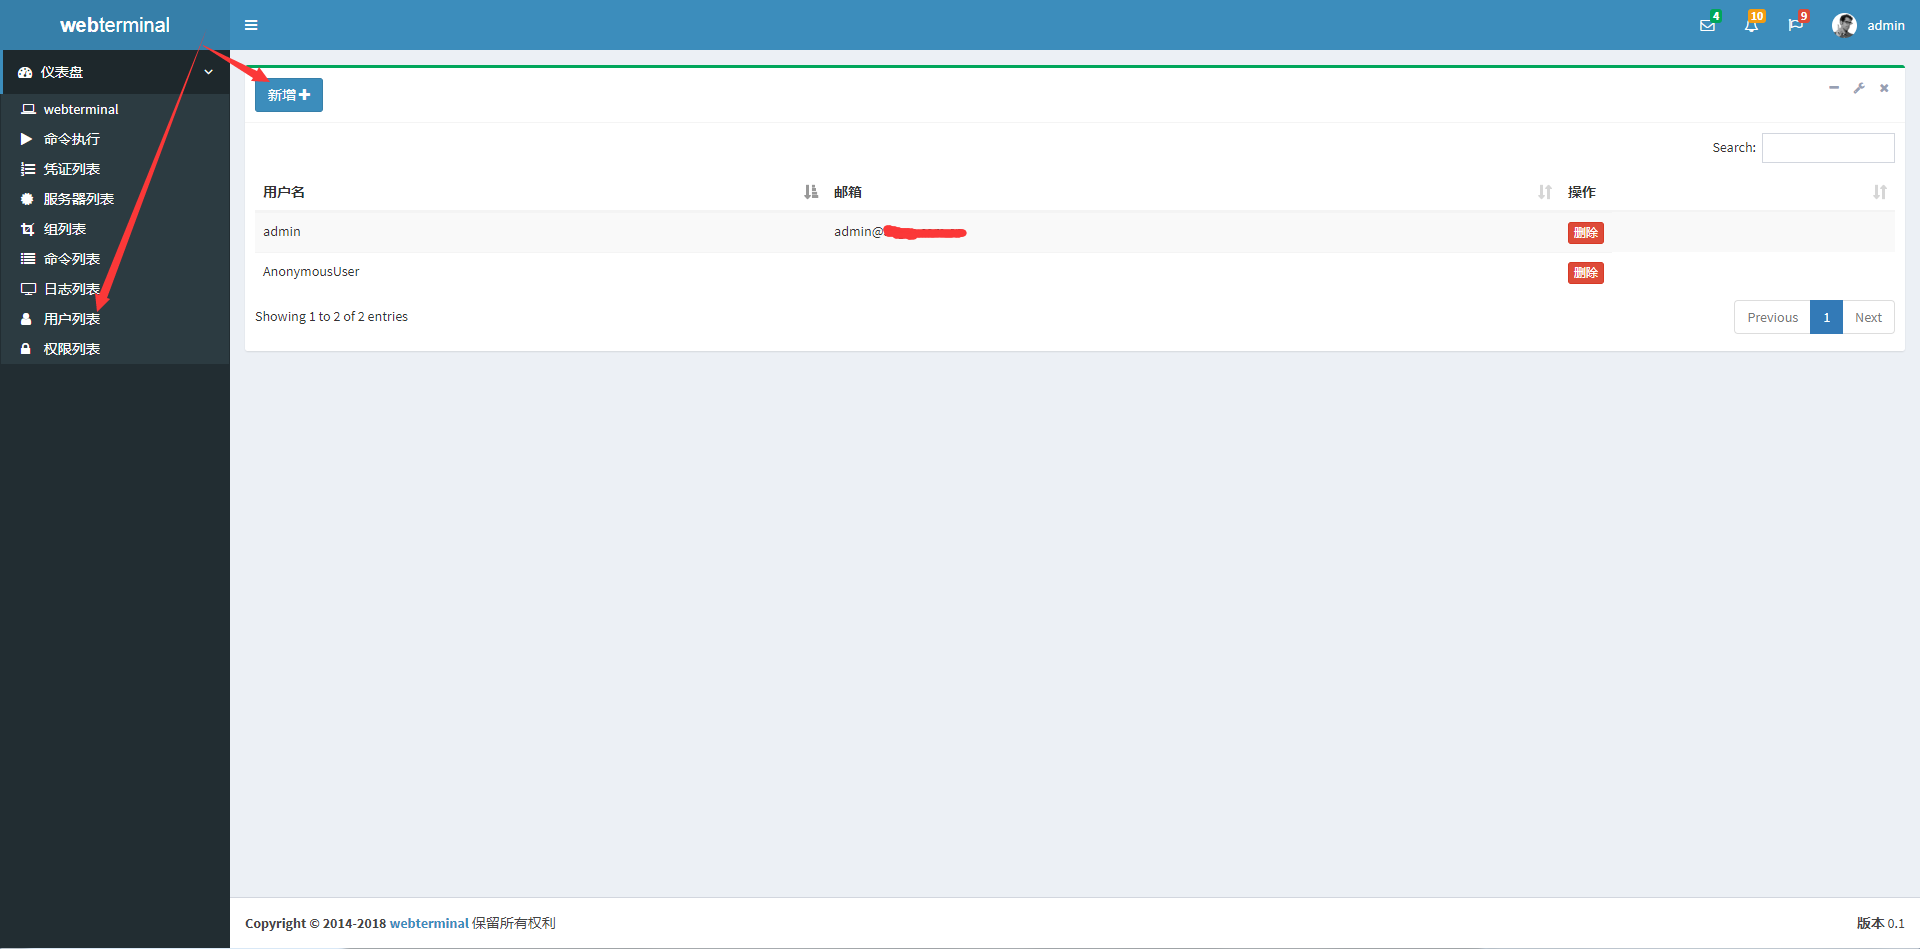 webterminal
4 10 9 admin
仪表盘
webterminal
命令执行
凭证列表
服务器列表
组列表
命令列表
日志列表
用户列表
权限列表
新增
Search:
用户名 邮箱 操作
admin admin@ 删除
AnonymousUser 删除
Showing 1 to 2 of 2 entries
Previous 1 Next
Copyright © 2014-2018 webterminal 保留所有权利
版本 0.1